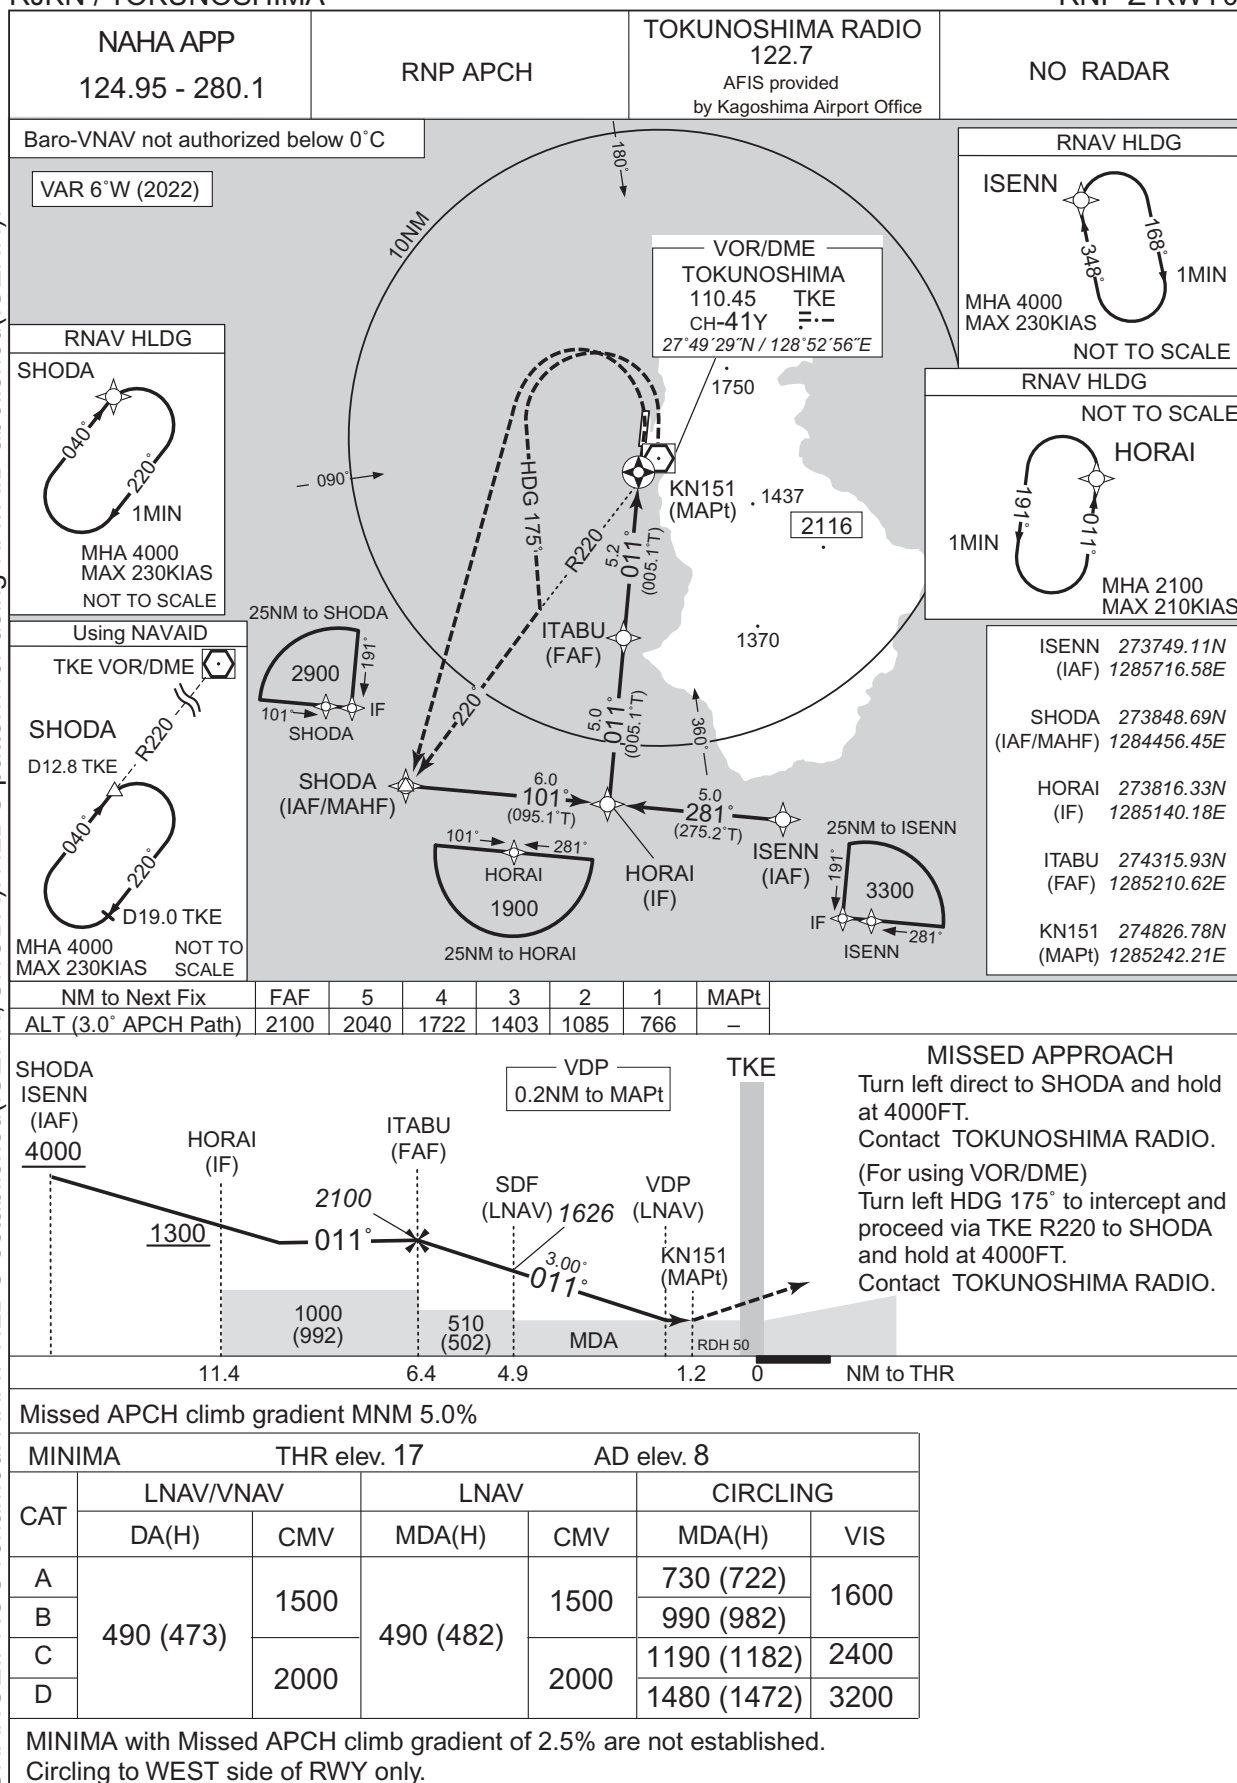 RJKN / TOKUNOSHIMA
RNP Z RWY
NAHA APP
124.95 - 280.1
RNP APCH
TOKUNOSHIMA RADIO
122.7
AFIS provided
by Kagoshima Airport Office
NO RADAR
Baro-VNAV not authorized below 0˚C
VAR 6˚W (2022)
10NM
180˚
090˚
360˚
VOR/DME
TOKUNOSHIMA
110.45 TKE
CH-41Y
27˚49´29˝N / 128˚52´56˝E
RNAV HLDG
ISENN
348˚
168˚
1MIN
MHA 4000
MAX 230KIAS
NOT TO SCALE
RNAV HLDG
NOT TO SCALE
HORAI
191˚
011˚
1MIN
MHA 2100
MAX 210KIAS
RNAV HLDG
SHODA
040˚
220˚
1MIN
MHA 4000
MAX 230KIAS
NOT TO SCALE
Using NAVAID
TKE VOR/DME
R220
SHODA
D12.8 TKE
040˚
220˚
D19.0 TKE
MHA 4000
MAX 230KIAS
NOT TO
SCALE
1750
1437
2116
1370
KN151
(MAPt)
HDG 175˚
R220
220˚
5.2
011˚
(005.1˚T)
ITABU
(FAF)
5.0
011˚
(005.1˚T)
25NM to SHODA
2900
191˚
101˚
IF
SHODA
SHODA
(IAF/MAHF)
6.0
101˚
(095.1˚T)
5.0
281˚
(275.2˚T)
HORAI
(IF)
ISENN
(IAF)
101˚
281˚
HORAI
1900
25NM to HORAI
25NM to ISENN
3300
191˚
IF
281˚
ISENN
ISENN 273749.11N
(IAF) 1285716.58E
SHODA 273848.69N
(IAF/MAHF) 1284456.45E
HORAI 273816.33N
(IF) 1285140.18E
ITABU 274315.93N
(FAF) 1285210.62E
KN151 274826.78N
(MAPt) 1285242.21E
NM to Next Fix FAF 5 4 3 2 1 MAPt
ALT (3.0˚ APCH Path) 2100 2040 1722 1403 1085 766 –
SHODA
ISENN
(IAF)
4000
HORAI
(IF)
1300
2100
ITABU
(FAF)
011˚
VDP
0.2NM to MAPt
SDF
(LNAV)
1626
VDP
(LNAV)
3.00˚
011˚
KN151
(MAPt)
TKE
1000
(992)
510
(502)
MDA
RDH 50
11.4 6.4 4.9 1.2 0 NM to THR
MISSED APPROACH
Turn left direct to SHODA and hold
at 4000FT.
Contact TOKUNOSHIMA RADIO.
(For using VOR/DME)
Turn left HDG 175˚ to intercept and
proceed via TKE R220 to SHODA
and hold at 4000FT.
Contact TOKUNOSHIMA RADIO.
Missed APCH climb gradient MNM 5.0%
MINIMA THR elev. 17 AD elev. 8
CAT LNAV/VNAV LNAV CIRCLING
DA(H) CMV MDA(H) CMV MDA(H) VIS
A 490 (473) 1500 490 (482) 1500 730 (722) 1600
B 990 (982)
C 2000 2000 1190 (1182) 2400
D 1480 (1472) 3200
MINIMA with Missed APCH climb gradient of 2.5% are not established.
Circling to WEST side of RWY only.